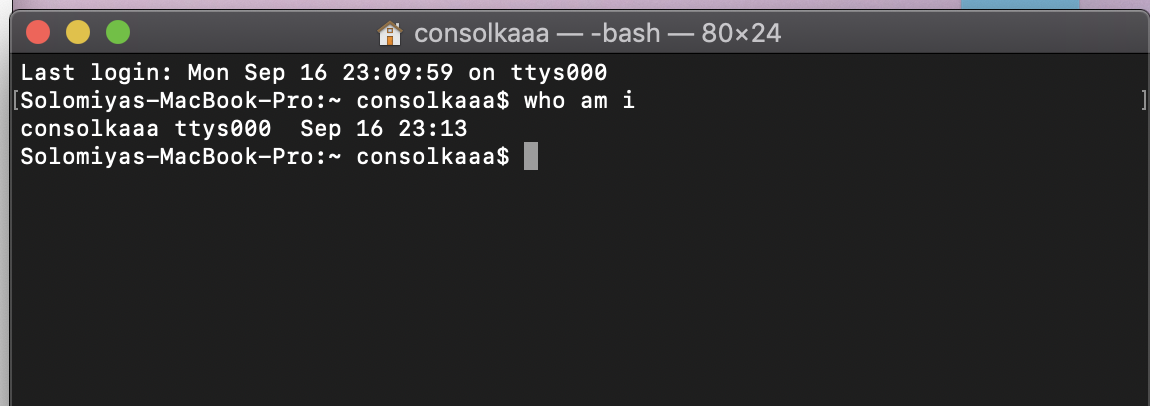 consolkaaa — -bash — 80×24
Last login: Mon Sep 16 23:09:59 on ttys000
[Solomiyas-MacBook-Pro:~ consolkaaa$ who am i ]
consolkaaa ttys000  Sep 16 23:13
Solomiyas-MacBook-Pro:~ consolkaaa$